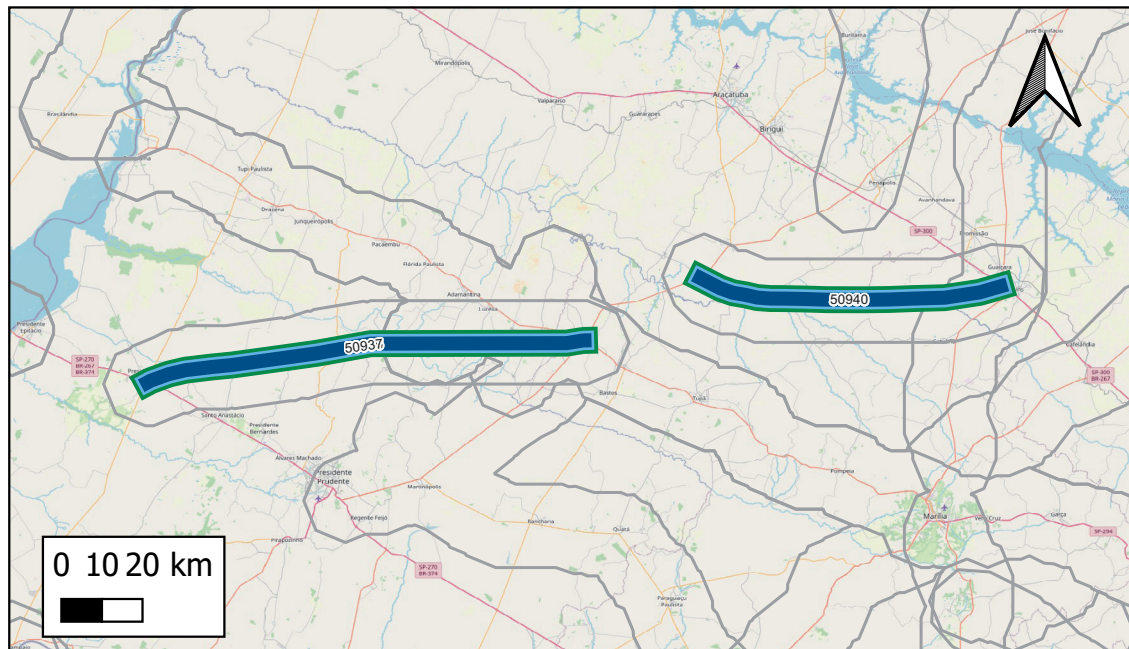 José Bonifácio
Buritama
Mirandópolis
Araçatuba
Valparaíso
Guararapes
Birigui
Brasilândia
Tupi Paulista
Penápolis
Avanhandava
Dracena
Junqueirópolis
SP-300
Promissão
Pacaembu
Flórida Paulista
Guaiçara
Adamantina
Lucélia
50940
Presidente
Epitácio
50937
Cafelândia
SP-270
BR-267
BR-374
SP-300
BR-267
Bastos
Tupã
Santo Anastácio
Presidente
Bernardes
Álvares Machado
Presidente
Prudente
Pompeia
Martinópolis
Marília
Vera Cruz
Garça
Regente Feijó
Rancharia
Quatá
SP-294
Pirapozinho
SP-270
BR-374
Paraguaçu
Paulista
0 10 20 km